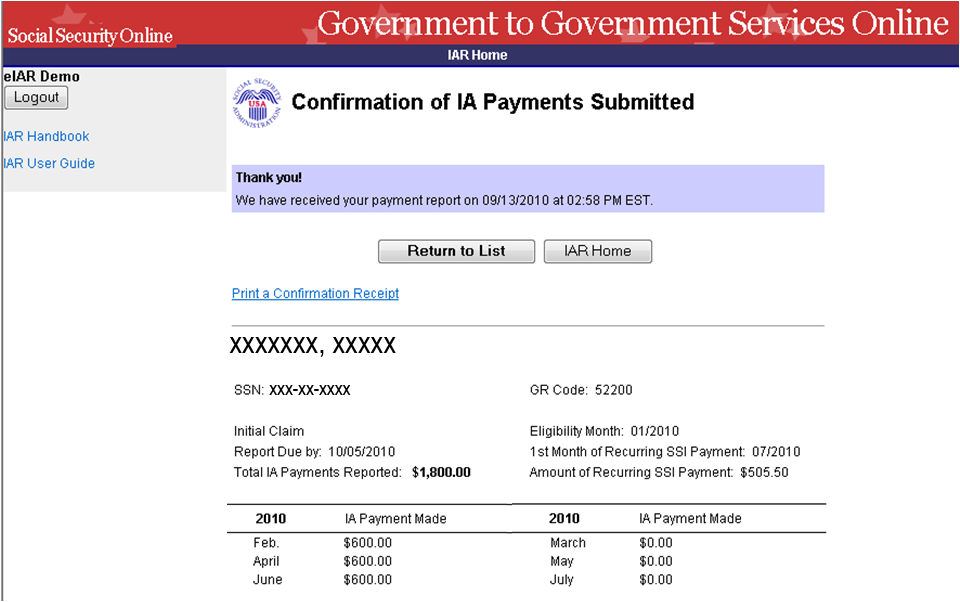 Social Security Online
Government to Government Services Online
IAR Home
eIAR Demo
Logout
IAR Handbook
IAR User Guide
SOCIAL SECURITY ADMINISTRATION
USA
Confirmation of IA Payments Submitted
Thank you!
We have received your payment report on 09/13/2010 at 02:58 PM EST.
Return to List IAR Home
Print a Confirmation Receipt
XXXXXXX, XXXXX
SSN: XXX-XX-XXXX GR Code: 52200
Initial Claim Eligibility Month: 01/2010
Report Due by: 10/05/2010 1st Month of Recurring SSI Payment: 07/2010
Total IA Payments Reported: $1,800.00 Amount of Recurring SSI Payment: $505.50
2010 IA Payment Made 2010 IA Payment Made
Feb. $600.00 March $0.00
April $600.00 May $0.00
June $600.00 July $0.00